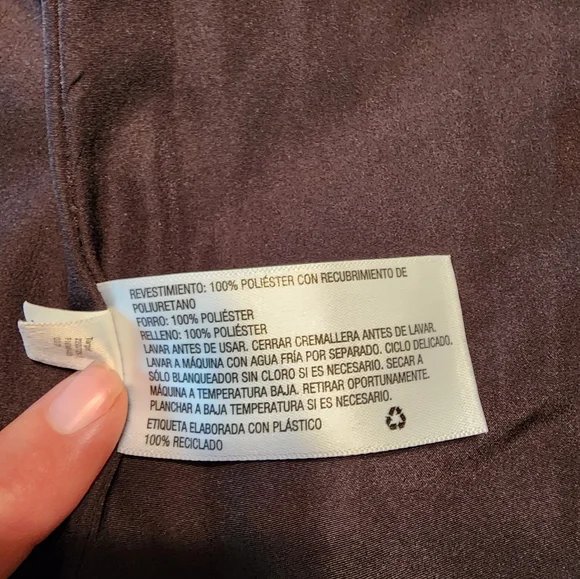 REVESTIMIENTO: 100% POLIÉSTER CON RECUBRIMIENTO DE
POLIURETANO
FORRO: 100% POLIÉSTER
RELLENO: 100% POLIÉSTER
LAVAR ANTES DE USAR. CERRAR CREMALLERA ANTES DE LAVAR.
LAVAR A MÁQUINA CON AGUA FRÍA POR SEPARADO. CICLO DELICADO.
SÓLO BLANQUEADOR SIN CLORO SI ES NECESARIO. SECAR A
MÁQUINA A TEMPERATURA BAJA. RETIRAR OPORTUNAMENTE.
PLANCHAR A BAJA TEMPERATURA SI ES NECESARIO.
ETIQUETA ELABORADA CON PLÁSTICO
100% RECICLADO